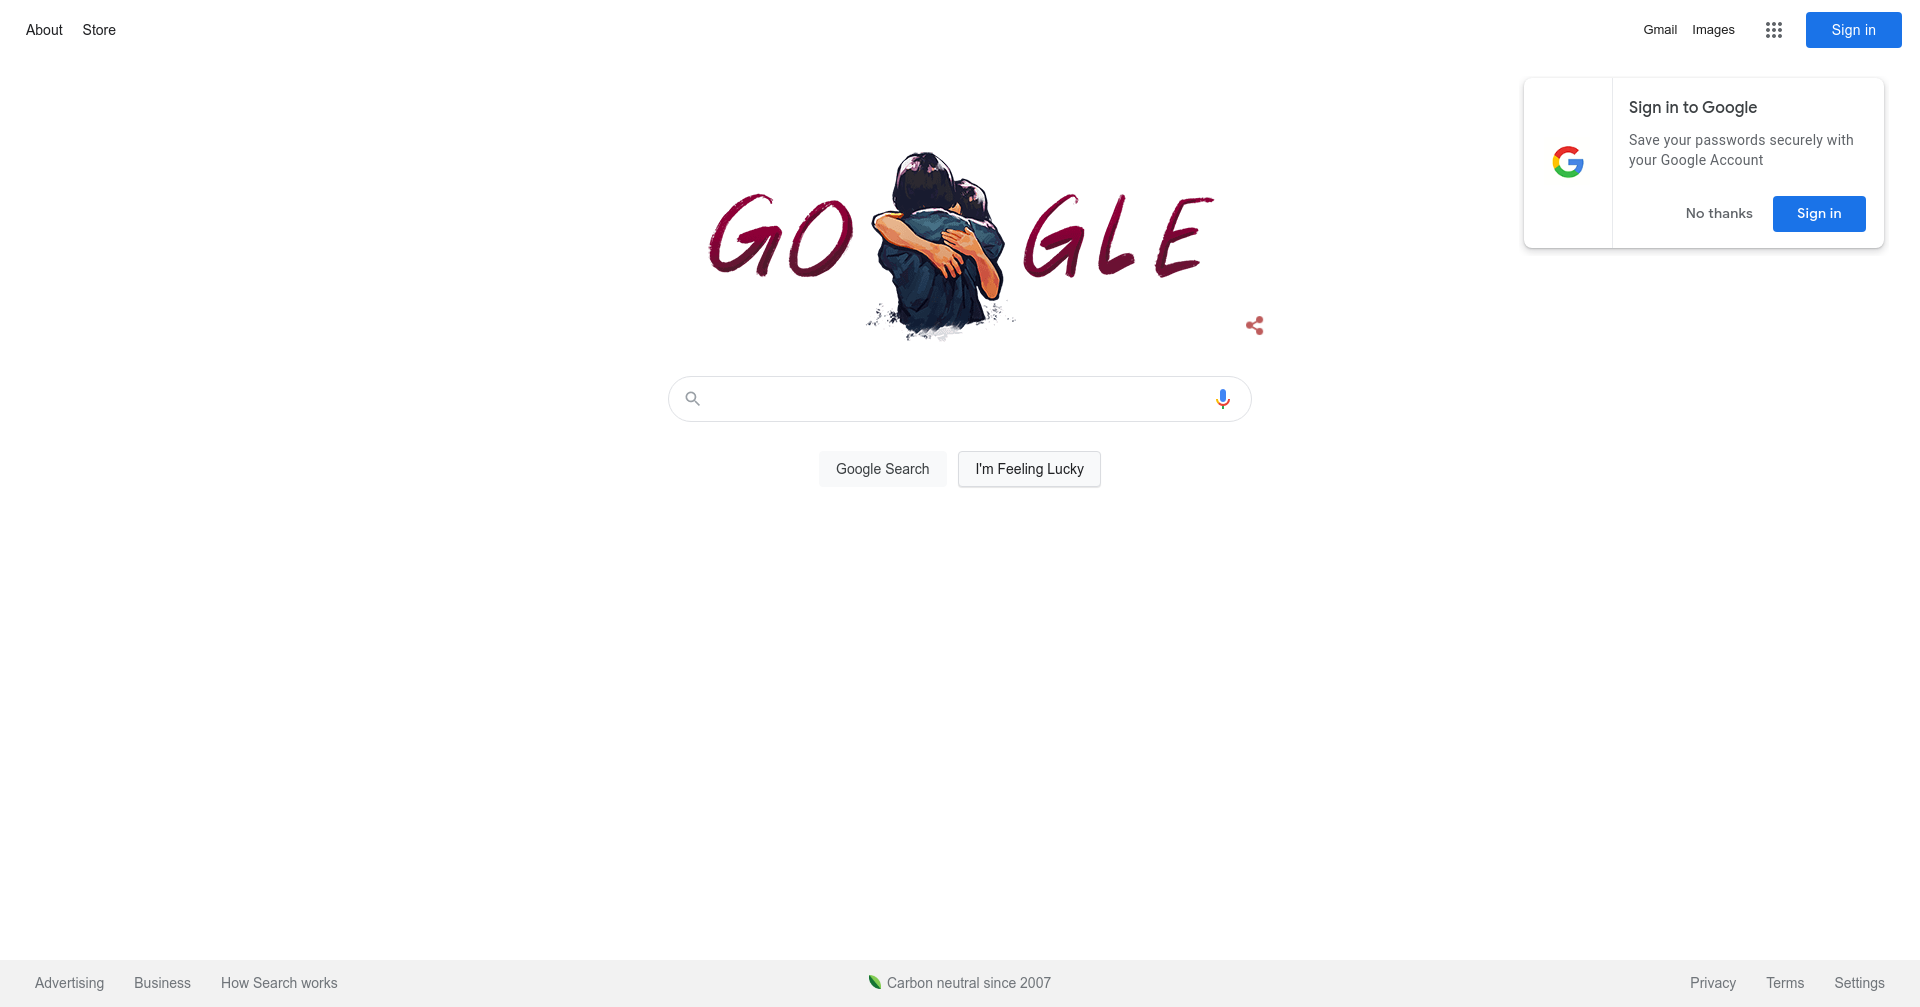 About Store
Gmail Images
Sign in
Sign in to Google
Save your passwords securely with
your Google Account
No thanks Sign in
GO GLE
Google Search I'm Feeling Lucky
Advertising Business How Search works
Carbon neutral since 2007
Privacy Terms Settings